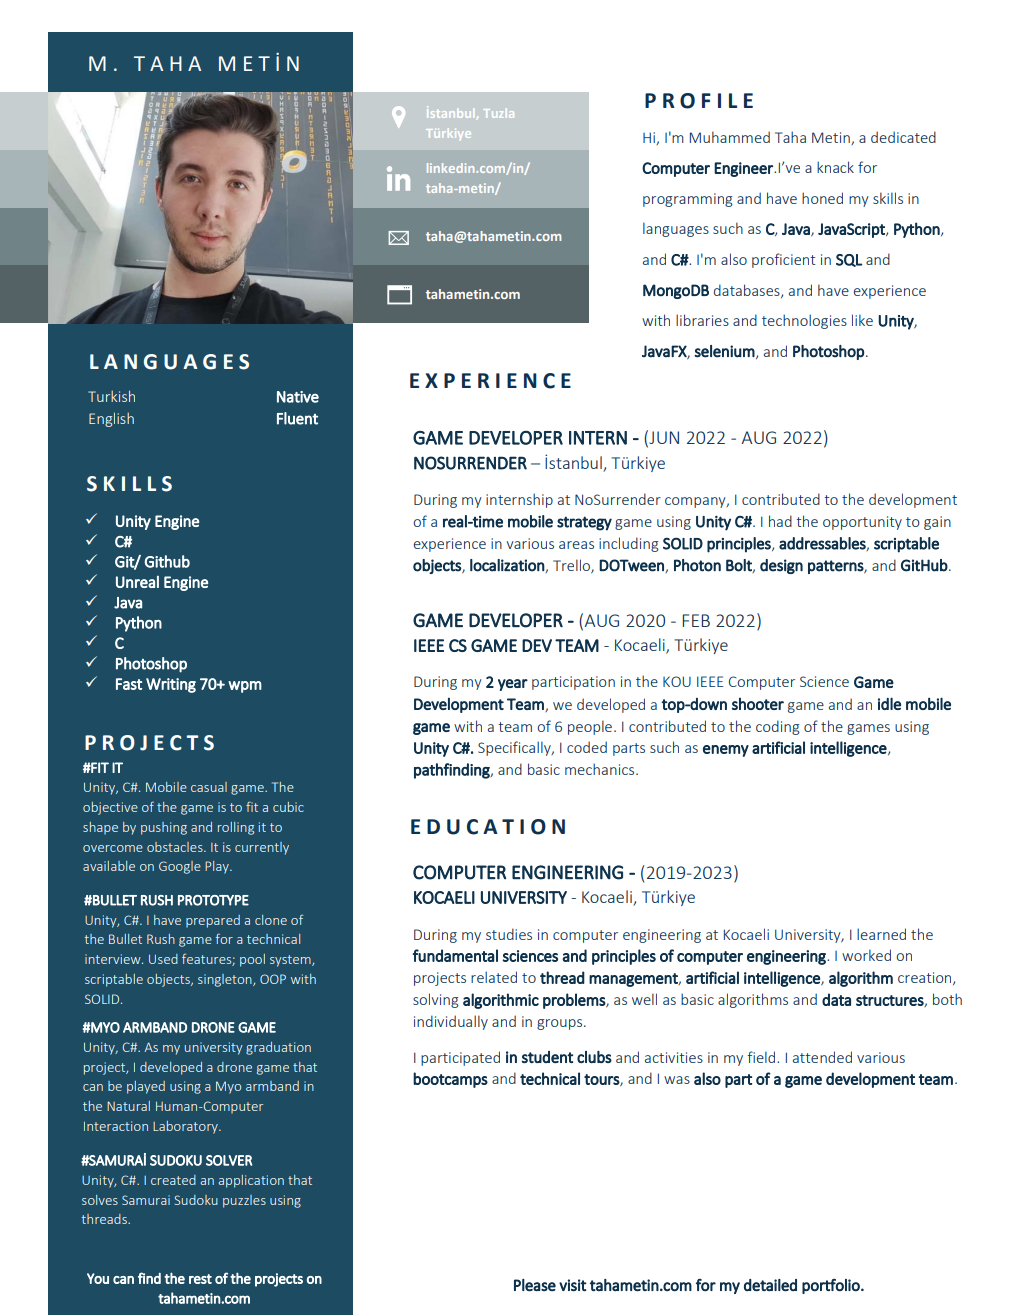 M. TAHA METİN
İstanbul, Tuzla
Türkiye
linkedin.com/in/
taha-metin/
taha@tahametin.com
tahametin.com
PROFILE
Hi, I'm Muhammed Taha Metin, a dedicated
Computer Engineer.I've a knack for
programming and have honed my skills in
languages such as C, Java, JavaScript, Python,
and C#. I'm also proficient in SQL and
MongoDB databases, and have experience
with libraries and technologies like Unity,
JavaFX, selenium, and Photoshop.
LANGUAGES
Turkish Native
English Fluent
SKILLS
✓ Unity Engine
✓ C#
✓ Git/ Github
✓ Unreal Engine
✓ Java
✓ Python
✓ C
✓ Photoshop
✓ Fast Writing 70+ wpm
PROJECTS
#FIT IT
Unity, C#. Mobile casual game. The
objective of the game is to fit a cubic
shape by pushing and rolling it to
overcome obstacles. It is currently
available on Google Play.
#BULLET RUSH PROTOTYPE
Unity, C#. I have prepared a clone of
the Bullet Rush game for a technical
interview. Used features; pool system,
scriptable objects, singleton, OOP with
SOLID.
#MYO ARMBAND DRONE GAME
Unity, C#. As my university graduation
project, I developed a drone game that
can be played using a Myo armband in
the Natural Human-Computer
Interaction Laboratory.
#SAMURAİ SUDOKU SOLVER
Unity, C#. I created an application that
solves Samurai Sudoku puzzles using
threads.
You can find the rest of the projects on
tahametin.com
EXPERIENCE
GAME DEVELOPER INTERN - (JUN 2022 - AUG 2022)
NOSURRENDER – İstanbul, Türkiye
During my internship at NoSurrender company, I contributed to the development
of a real-time mobile strategy game using Unity C#. I had the opportunity to gain
experience in various areas including SOLID principles, addressables, scriptable
objects, localization, Trello, DOTween, Photon Bolt, design patterns, and GitHub.
GAME DEVELOPER - (AUG 2020 - FEB 2022)
IEEE CS GAME DEV TEAM - Kocaeli, Türkiye
During my 2 year participation in the KOU IEEE Computer Science Game
Development Team, we developed a top-down shooter game and an idle mobile
game with a team of 6 people. I contributed to the coding of the games using
Unity C#. Specifically, I coded parts such as enemy artificial intelligence,
pathfinding, and basic mechanics.
EDUCATION
COMPUTER ENGINEERING - (2019-2023)
KOCAELI UNIVERSITY - Kocaeli, Türkiye
During my studies in computer engineering at Kocaeli University, I learned the
fundamental sciences and principles of computer engineering. I worked on
projects related to thread management, artificial intelligence, algorithm creation,
solving algorithmic problems, as well as basic algorithms and data structures, both
individually and in groups.
I participated in student clubs and activities in my field. I attended various
bootcamps and technical tours, and I was also part of a game development team.
Please visit tahametin.com for my detailed portfolio.